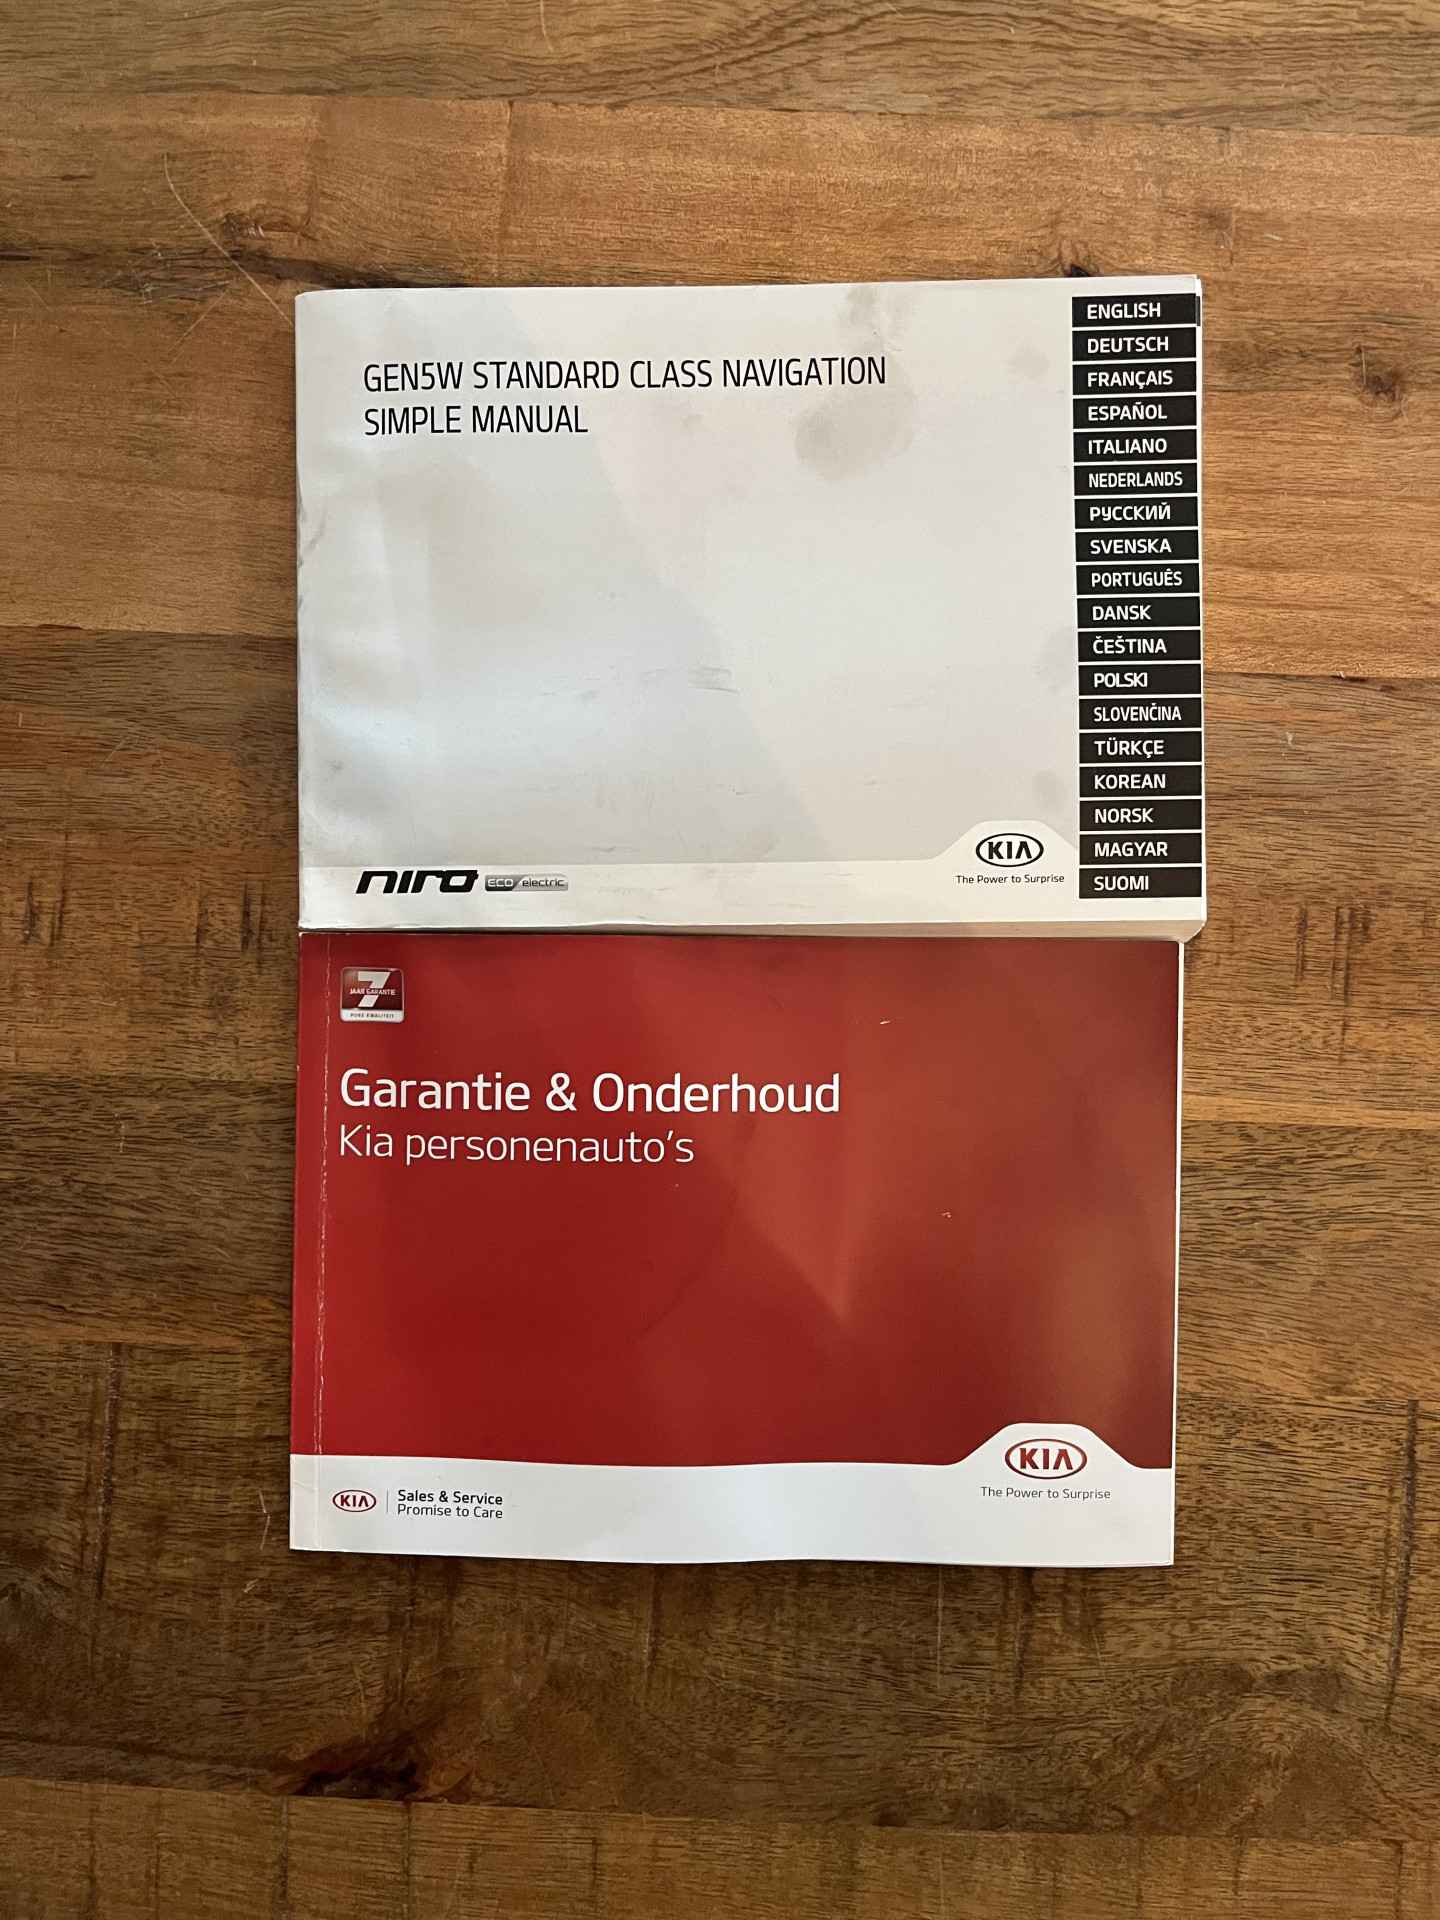 GEN5W STANDARD CLASS NAVIGATION
SIMPLE MANUAL
ENGLISH
DEUTSCH
FRANÇAIS
ESPAÑOL
ITALIANO
NEDERLANDS
РУССКИЙ
SVENSKA
PORTUGUÊS
DANSK
ČEŠTINA
POLSKI
SLOVENČINA
TÜRKÇE
KOREAN
NORSK
MAGYAR
SUOMI
niro ECO electric
KIA
The Power to Surprise
7
JAAR GARANTIE
PURE KWALITEIT
Garantie & Onderhoud
Kia personenauto's
KIA
The Power to Surprise
KIA
Sales & Service
Promise to Care